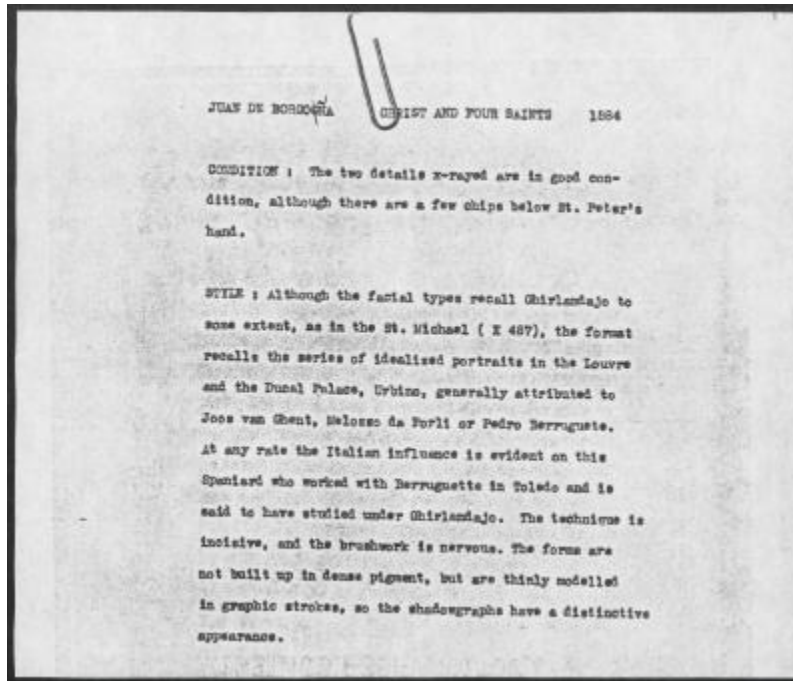 JUAN DE BORGOÑA CHRIST AND FOUR SAINTS 1884
CONDITION : The two details x-rayed are in good con-
dition, although there are a few chips below St. Peter's
hand.
STYLE : Although the facial types recall Ghirlandajo to
some extent, as in the St. Michael ( X 487), the format
recalls the series of idealized portraits in the Louvre
and the Ducal Palace, Urbino, generally attributed to
Joos van Ghent, Melozzo da Forli or Pedro Berruguete.
At any rate the Italian influence is evident on this
Spaniard who worked with Berruguette in Toledo and is
said to have studied under Ghirlandajo. The technique is
incisive, and the brushwork is nervous. The forms are
not built up in dense pigment, but are thinly modelled
in graphic strokes, so the shadowgraphs have a distinctive
appearance.